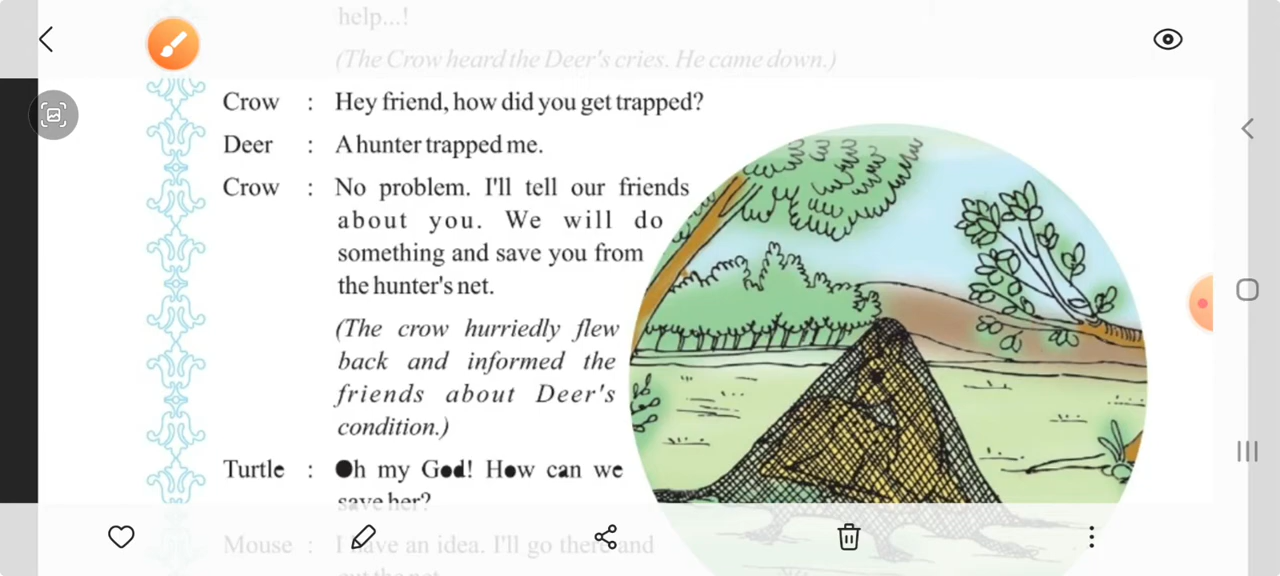 help...!
(The Crow heard the Deer's cries. He came down.)
Crow : Hey friend, how did you get trapped?
Deer : A hunter trapped me.
Crow : No problem. I'll tell our friends
about you. We will do
something and save you from
the hunter's net.
(The crow hurriedly flew
back and informed the
friends about Deer's
condition.)
Turtle : Oh my God! How can we
save her?
Mouse : I have an idea. I'll go there and
cut the net